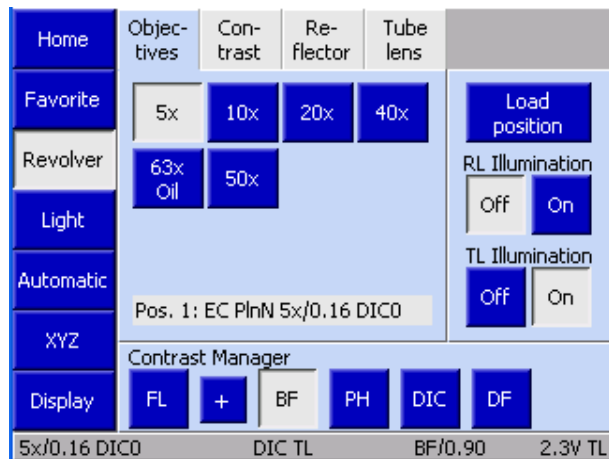 Home
Favorite
Revolver
Light
Automatic
XYZ
Display
Objec-
tives
Con-
trast
Re-
flector
Tube
lens
5x
10x
20x
40x
63x
Oil
50x
Pos. 1: EC PlnN 5x/0.16 DIC0
Load
position
RL Illumination
Off
On
TL Illumination
Off
On
Contrast Manager
FL
+
BF
PH
DIC
DF
5x/0.16 DIC0
DIC TL
BF/0.90
2.3V TL